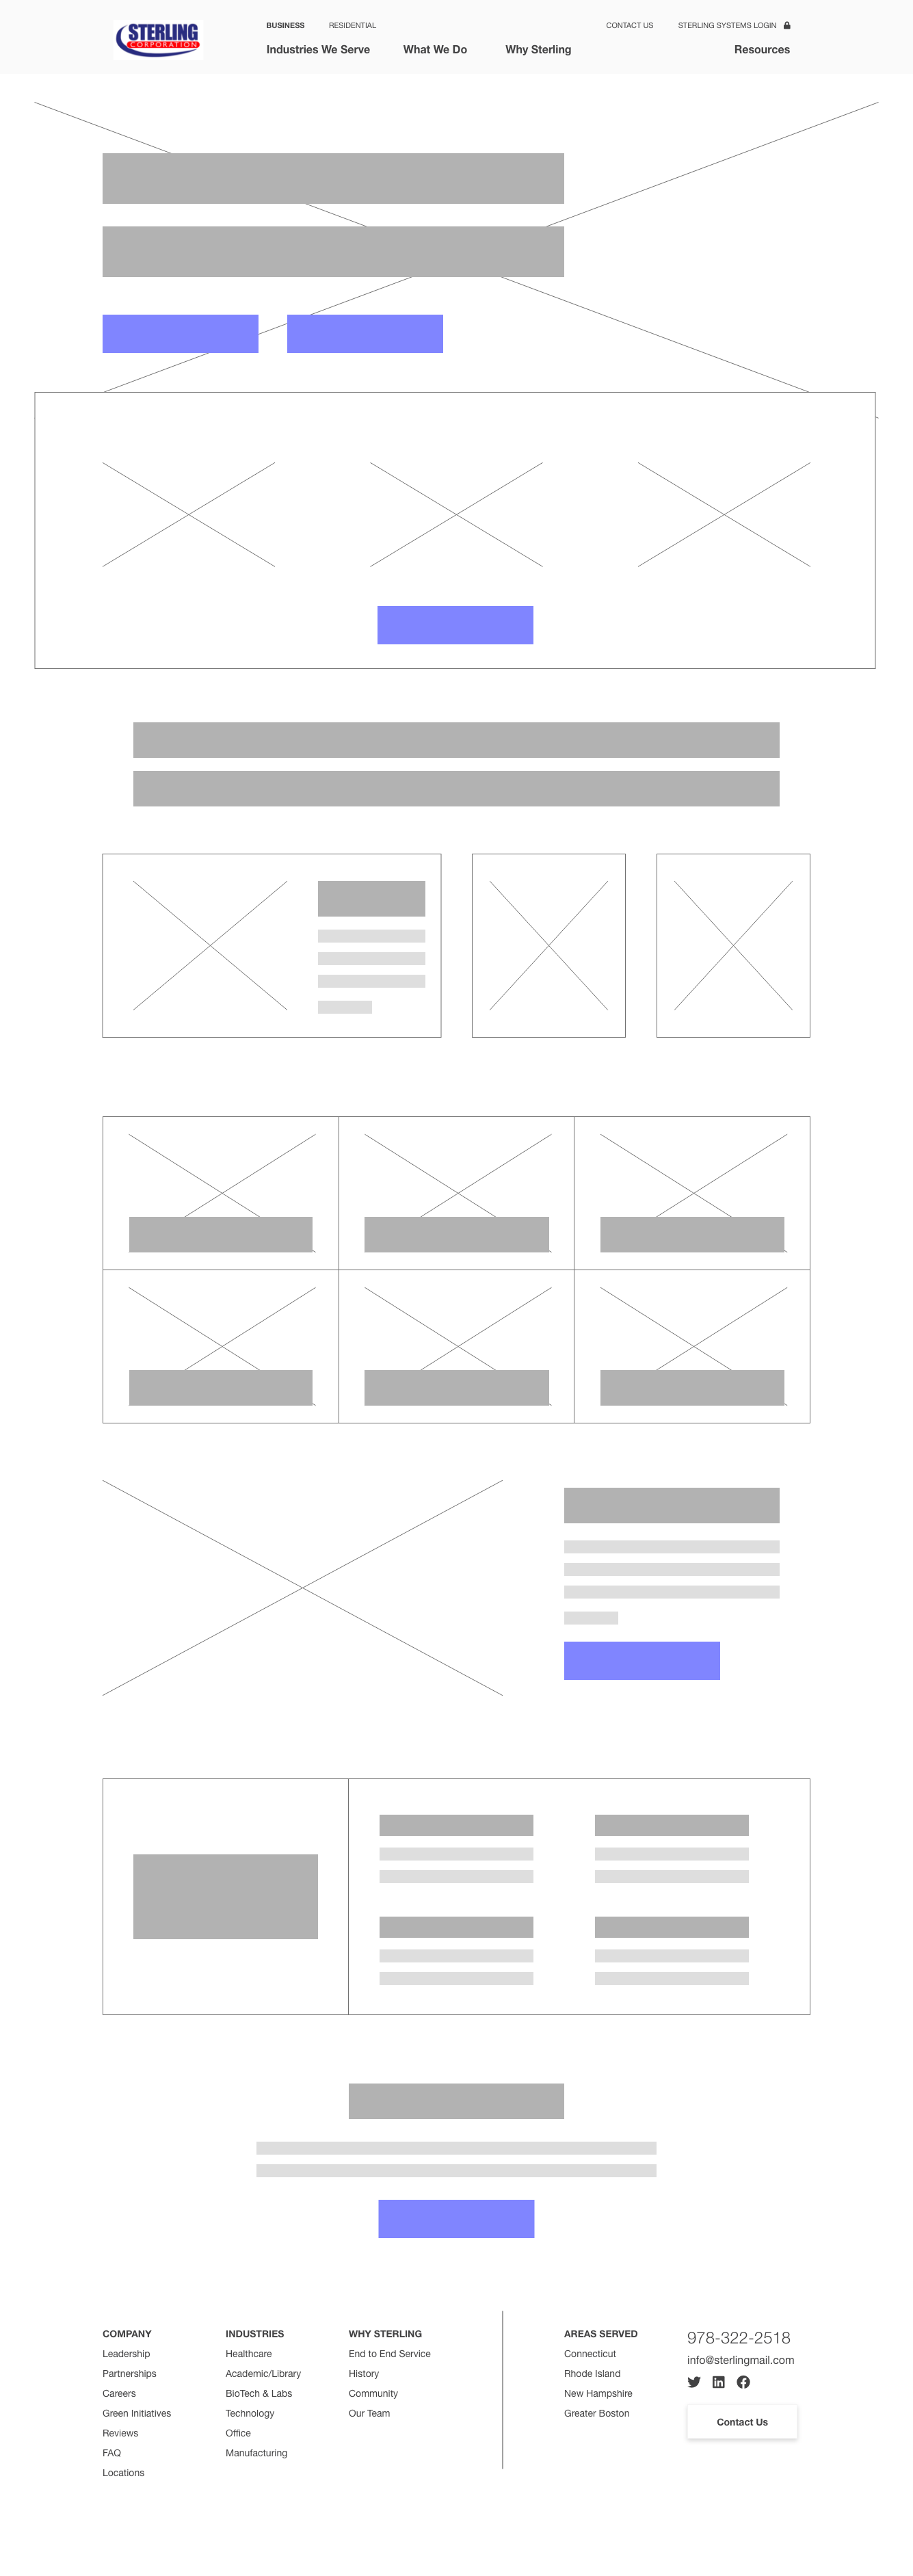 STERLING
CORPORATION
BUSINESS RESIDENTIAL CONTACT US STERLING SYSTEMS LOGIN
Industries We Serve What We Do Why Sterling Resources
COMPANY
Leadership
Partnerships
Careers
Green Initiatives
Reviews
FAQ
Locations
INDUSTRIES
Healthcare
Academic/Library
BioTech & Labs
Technology
Office
Manufacturing
WHY STERLING
End to End Service
History
Community
Our Team
AREAS SERVED
Connecticut
Rhode Island
New Hampshire
Greater Boston
978-322-2518
info@sterlingmail.com
Contact Us